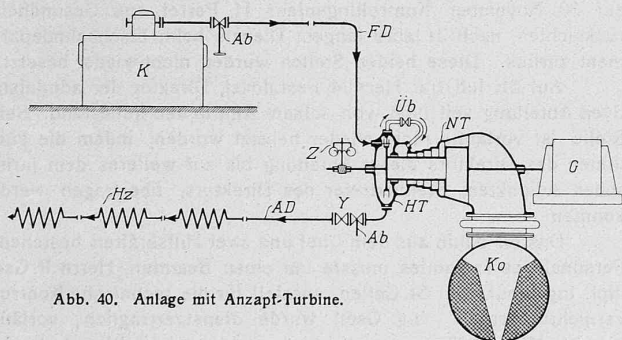 Ab
K
FD
Üb
NT
Z
G
HT
Hz
AD
Y
Ab
Ko
Abb. 40. Anlage mit Anzapf-Turbine.